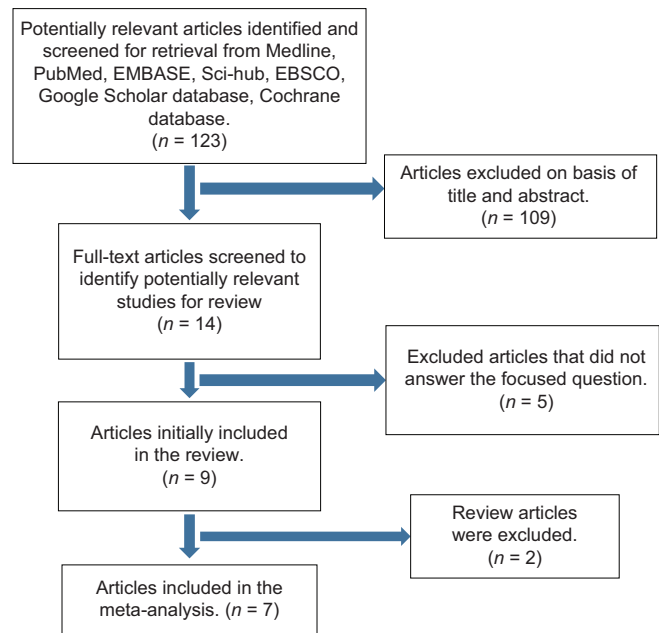 Potentially relevant articles identified and
screened for retrieval from Medline,
PubMed, EMBASE, Sci-hub, EBSCO,
Google Scholar database, Cochrane
database.
(n = 123)
Articles excluded on basis of
title and abstract.
(n = 109)
Full-text articles screened to
identify potentially relevant
studies for review
(n = 14)
Excluded articles that did not
answer the focused question.
(n = 5)
Articles initially included
in the review.
(n = 9)
Review articles
were excluded.
(n = 2)
Articles included in the
meta-analysis. (n = 7)